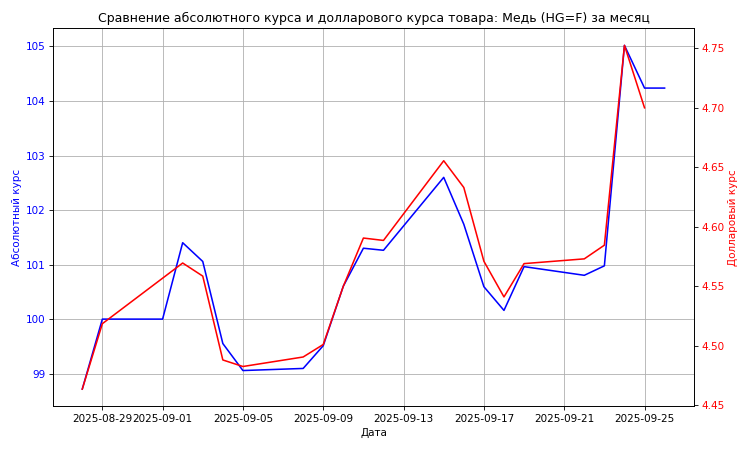 Сравнение абсолютного курса и долларового курса товара: Медь (HG=F) за месяц
Абсолютный курс
105
104
103
102
101
100
99
4.75
4.70
4.65
4.60
4.55
4.50
4.45
Долларовый курс
2025-08-29 2025-09-01 2025-09-05 2025-09-09 2025-09-13 2025-09-17 2025-09-21 2025-09-25
Дата